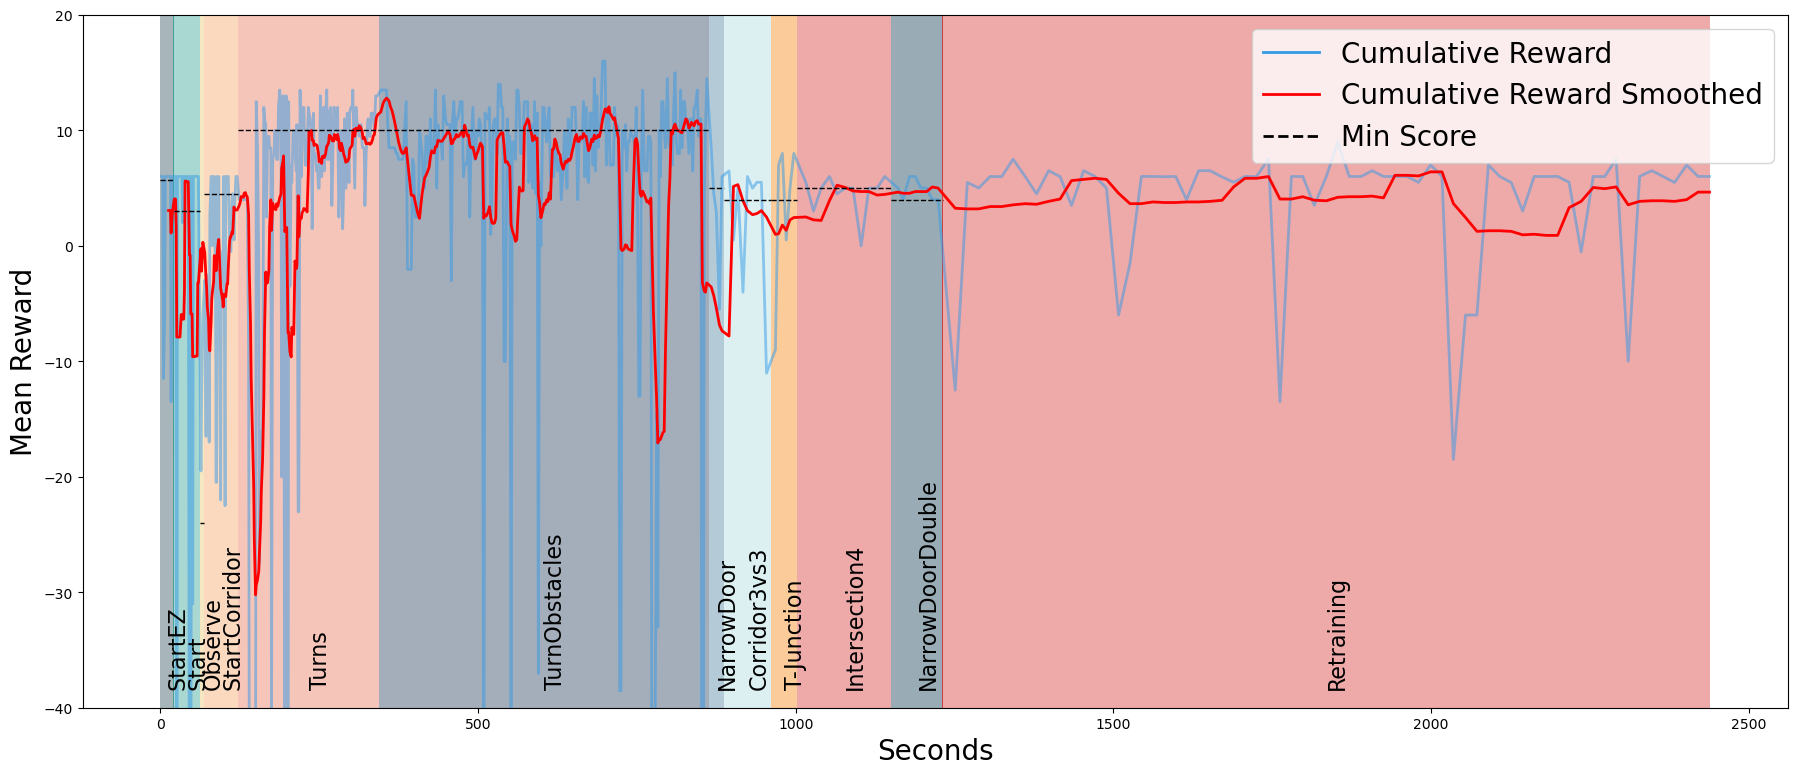 Cumulative Reward
Cumulative Reward Smoothed
Min Score
Mean Reward
20
10
0
−10
−20
−30
−40
StartEZ
Start
Observe
StartCorridor
Turns
TurnObstacles
NarrowDoor
Corridor3vs3
T-Junction
Intersection4
NarrowDoorDouble
Retraining
0
500
1000
1500
2000
2500
Seconds